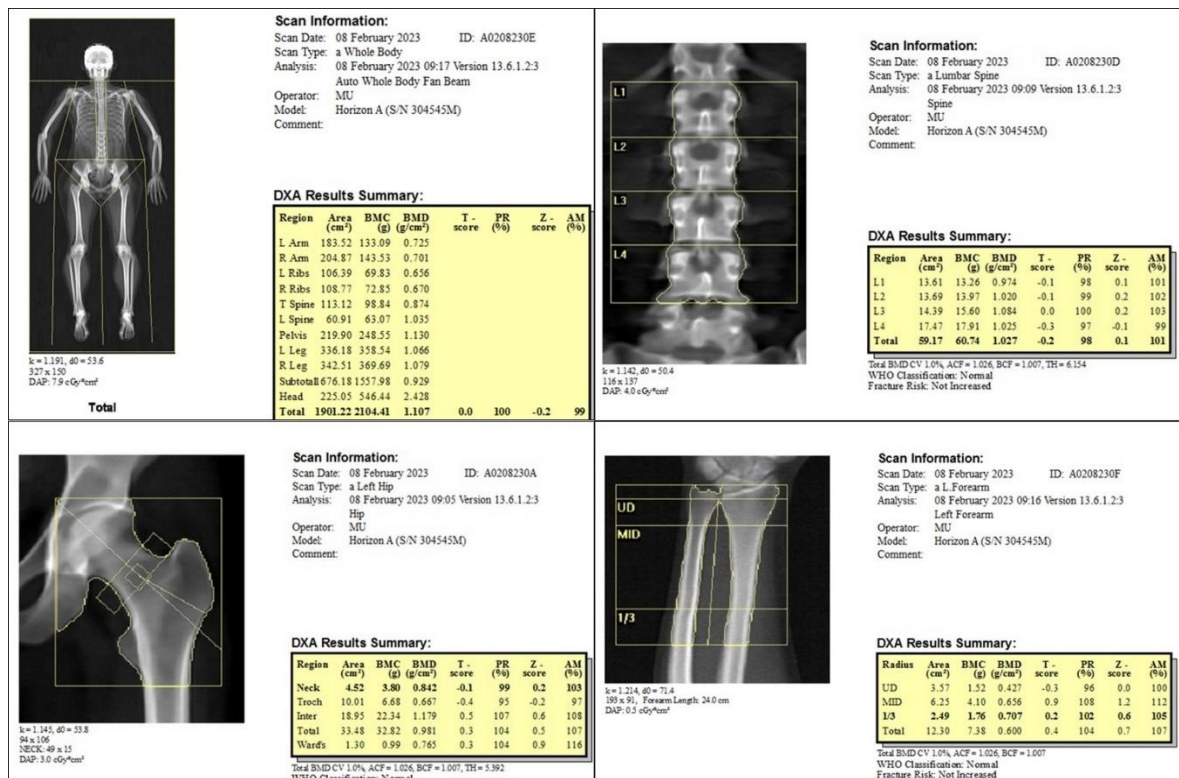 Scan Information:
Scan Date: 08 February 2023 ID: A0208230E
Scan Type: a Whole Body
Analysis: 08 February 2023 09:17 Version 13.6.1.2:3
Auto Whole Body Fan Beam
Operator: MU
Model: Horizon A (S/N 304545M)
Comment:
DXA Results Summary:
Region Area (cm²) BMC (g) BMD (g/cm²) T - score PR (%) Z - score AM (%)
L Arm 183.52 133.09 0.725
R Arm 204.87 143.53 0.701
L Ribs 106.39 69.83 0.656
R Ribs 108.77 72.85 0.670
T Spine 113.12 98.84 0.874
L Spine 60.91 63.07 1.035
Pelvis 219.90 248.55 1.130
L Leg 336.18 358.54 1.066
R Leg 342.51 369.69 1.079
Subtotal 1676.18 1557.98 0.929
Head 225.05 546.44 2.428
Total 1901.22 2104.41 1.107 0.0 100 -0.2 99
k = 1.191, d0 = 53.6
327 x 150
DAP: 7.9 cGy*cm²
Total
Scan Information:
Scan Date: 08 February 2023 ID: A0208230D
Scan Type: a Lumbar Spine
Analysis: 08 February 2023 09:09 Version 13.6.1.2:3
Spine
Operator: MU
Model: Horizon A (S/N 304545M)
Comment:
L1
L2
L3
L4
k = 1.142, d0 = 50.4
116 x 137
DAP: 4.0 cGy*cm²
DXA Results Summary:
Region Area (cm²) BMC (g) BMD (g/cm²) T - score PR (%) Z - score AM (%)
L1 13.61 13.26 0.974 -0.1 98 0.1 101
L2 13.69 13.97 1.020 -0.1 99 0.2 102
L3 14.39 15.60 1.084 0.0 100 0.2 103
L4 17.47 17.91 1.025 -0.3 97 -0.1 99
Total 59.17 60.74 1.027 -0.2 98 0.1 101
Total BMD CV 1.0%, ACF = 1.026, BCF = 1.007, TH = 6.154
WHO Classification: Normal
Fracture Risk: Not Increased
Scan Information:
Scan Date: 08 February 2023 ID: A0208230A
Scan Type: a Left Hip
Analysis: 08 February 2023 09:05 Version 13.6.1.2:3
Hip
Operator: MU
Model: Horizon A (S/N 304545M)
Comment:
k = 1.145, d0 = 53.8
94 x 106
NECK: 49 x 15
DAP: 3.0 cGy*cm²
DXA Results Summary:
Region Area (cm²) BMC (g) BMD (g/cm²) T - score PR (%) Z - score AM (%)
Neck 4.52 3.80 0.842 -0.1 99 0.2 103
Troch 10.01 6.68 0.667 -0.4 95 -0.2 97
Inter 18.95 22.34 1.179 0.5 107 0.6 108
Total 33.48 32.82 0.981 0.3 104 0.5 107
Ward's 1.30 0.99 0.765 0.3 104 0.9 116
Total BMD CV 1.0%, ACF = 1.026, BCF = 1.007, TH = 5.392
WHO Classification: Normal
Scan Information:
Scan Date: 08 February 2023 ID: A0208230F
Scan Type: a L.Forearm
Analysis: 08 February 2023 09:16 Version 13.6.1.2:3
Left Forearm
Operator: MU
Model: Horizon A (S/N 304545M)
Comment:
UD
MID
1/3
k = 1.214, d0 = 71.4
193 x 91, Forearm Length: 24.0 cm
DAP: 0.5 cGy*cm²
DXA Results Summary:
Radius Area (cm²) BMC (g) BMD (g/cm²) T - score PR (%) Z - score AM (%)
UD 3.57 1.52 0.427 -0.3 96 0.0 100
MID 6.25 4.10 0.656 0.9 108 1.2 112
1/3 2.49 1.76 0.707 0.2 102 0.6 105
Total 12.30 7.38 0.600 0.4 104 0.7 107
Total BMD CV 1.0%, ACF = 1.026, BCF = 1.007
WHO Classification: Normal
Fracture Risk: Not Increased